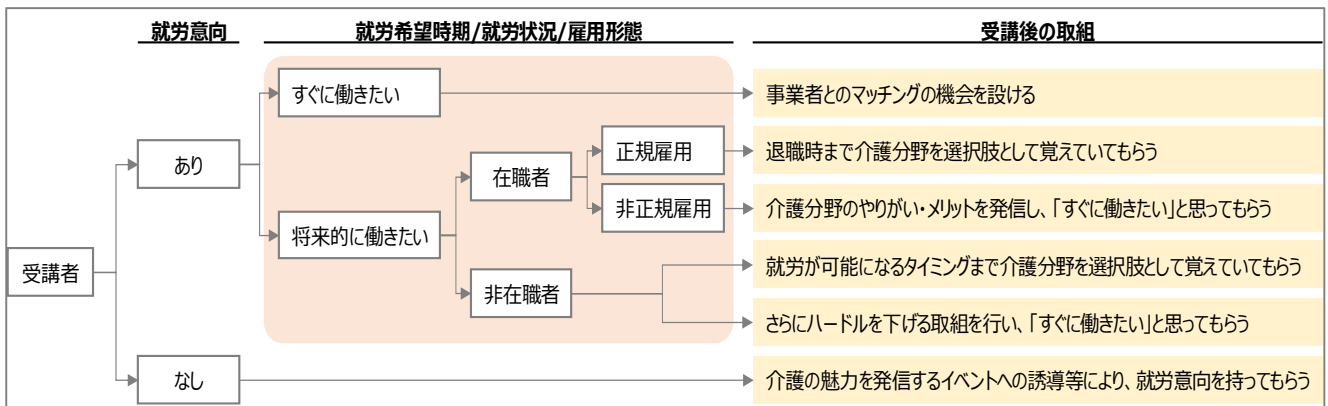 就労意向
就労希望時期/就労状況/雇用形態
受講後の取組
すぐに働きたい
事業者とのマッチングの機会を設ける
正規雇用
退職時まで介護分野を選択肢として覚えていてもらう
あり
在職者
非正規雇用
介護分野のやりがい・メリットを発信し、「すぐに働きたい」と思ってもらう
将来的に働きたい
受講者
就労が可能になるタイミングまで介護分野を選択肢として覚えていてもらう
非在職者
さらにハードルを下げる取組を行い、「すぐに働きたい」と思ってもらう
なし
介護の魅力を発信するイベントへの誘導等により、就労意向を持ってもらう